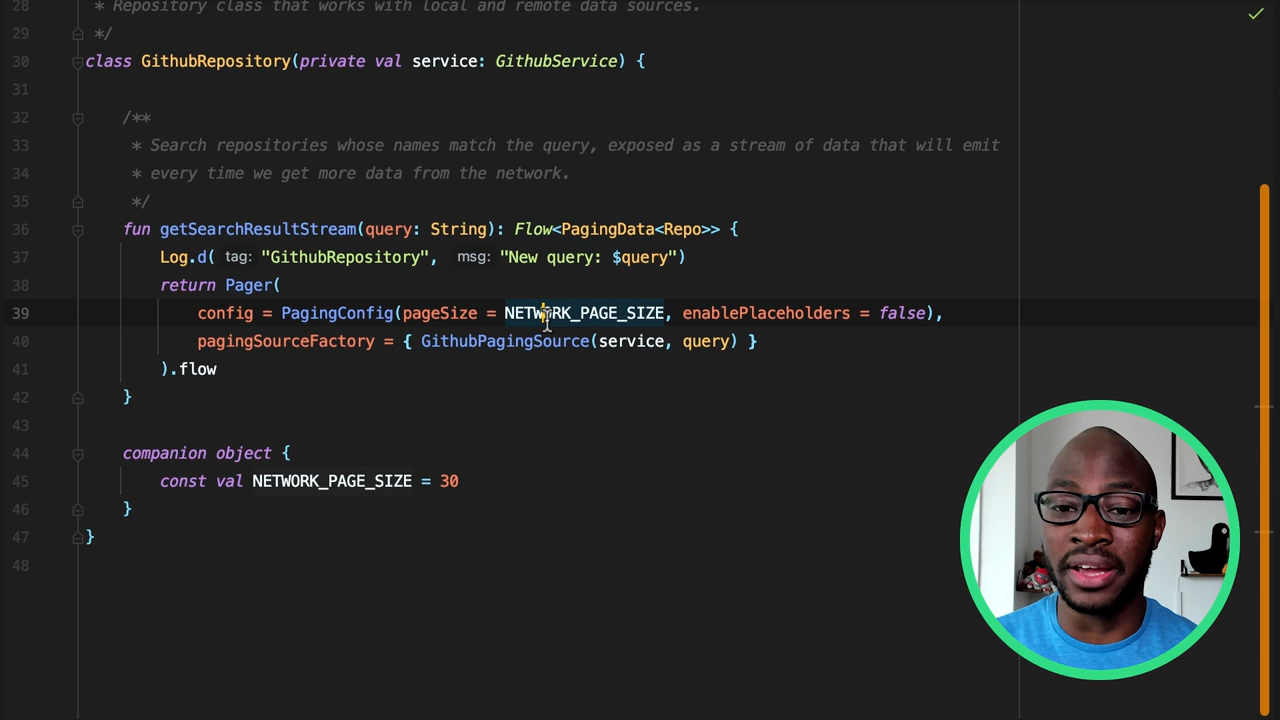 28 * Repository class that works with local and remote data sources.
29 */
30 class GithubRepository(private val service: GithubService) {
31
32 /**
33 * Search repositories whose names match the query, exposed as a stream of data that will emit
34 * every time we get more data from the network.
35 */
36 fun getSearchResultStream(query: String): Flow<PagingData<Repo>> {
37 Log.d( tag: "GithubRepository", msg: "New query: $query")
38 return Pager(
39 config = PagingConfig(pageSize = NETWORK_PAGE_SIZE, enablePlaceholders = false),
40 pagingSourceFactory = { GithubPagingSource(service, query) }
41 ).flow
42 }
43
44 companion object {
45 const val NETWORK_PAGE_SIZE = 30
46 }
47 }
48